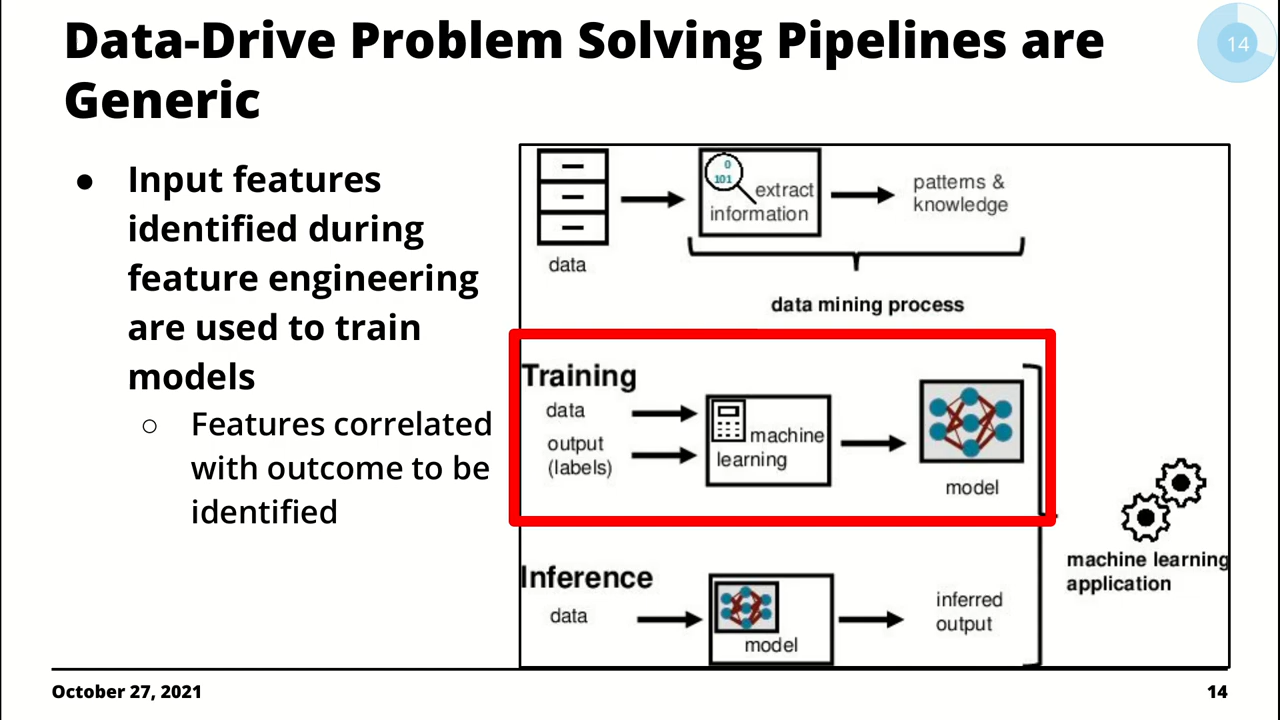 Data-Drive Problem Solving Pipelines are
Generic
14
● Input features
identified during
feature engineering
are used to train
models
○ Features correlated
with outcome to be
identified
0
101
extract
information
patterns &
knowledge
data
data mining process
Training
data
output
(labels)
machine
learning
model
Inference
data
model
inferred
output
machine learning
application
October 27, 2021
14